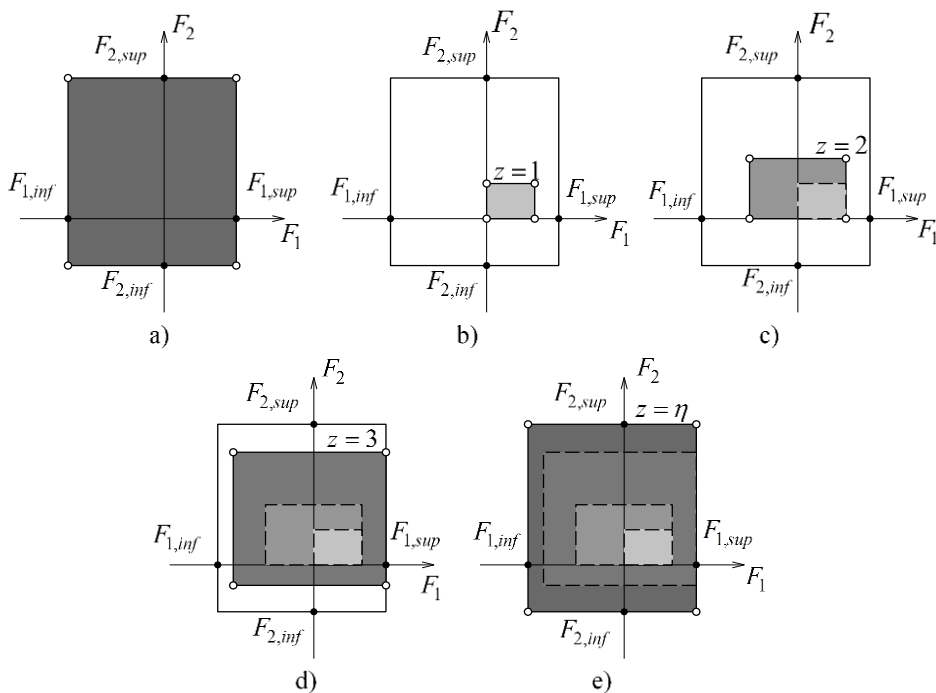 F₂
F₂,sup
F₁,inf
F₁,sup
F₁
F₂,inf
a)
F₂
F₂,sup
z=1
F₁,inf
F₁,sup
F₁
F₂,inf
b)
F₂
F₂,sup
z=2
F₁,inf
F₁,sup
F₁
F₂,inf
c)
F₂
F₂,sup
z = 3
F₁,inf
F₁,sup
F₁
F₂,inf
d)
F₂
F₂,sup
z = η
F₁,inf
F₁,sup
F₁
F₂,inf
e)